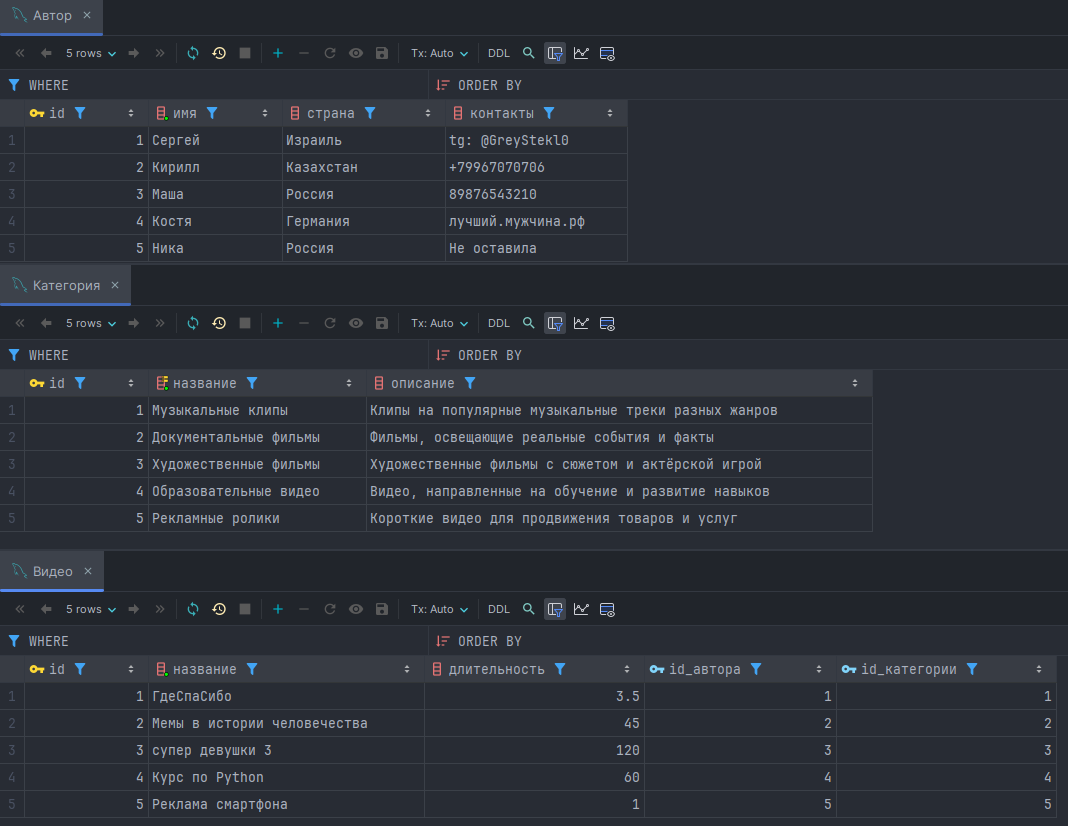 Автор ×
5 rows Tx: Auto DDL
WHERE ORDER BY
id имя страна контакты
1 1 Сергей Израиль tg: @GreyStekl0
2 2 Кирилл Казахстан +79967070706
3 3 Маша Россия 89876543210
4 4 Костя Германия лучший.мужчина.рф
5 5 Ника Россия Не оставила
Категория ×
5 rows Tx: Auto DDL
WHERE ORDER BY
id название описание
1 1 Музыкальные клипы Клипы на популярные музыкальные треки разных жанров
2 2 Документальные фильмы Фильмы, освещающие реальные события и факты
3 3 Художественные фильмы Художественные фильмы с сюжетом и актёрской игрой
4 4 Образовательные видео Видео, направленные на обучение и развитие навыков
5 5 Рекламные ролики Короткие видео для продвижения товаров и услуг
Видео ×
5 rows Tx: Auto DDL
WHERE ORDER BY
id название длительность id_автора id_категории
1 1 ГдеСпаСибо 3.5 1 1
2 2 Мемы в истории человечества 45 2 2
3 3 супер девушки 3 120 3 3
4 4 Курс по Python 60 4 4
5 5 Реклама смартфона 1 5 5